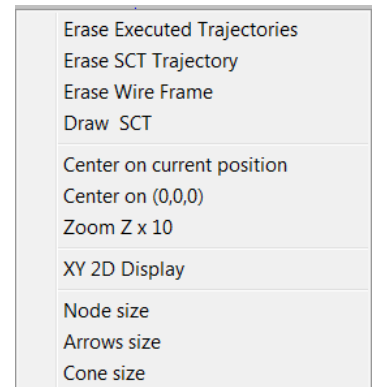 Erase Executed Trajectories
Erase SCT Trajectory
Erase Wire Frame
Draw  SCT
Center on current position
Center on (0,0,0)
Zoom Z x 10
XY 2D Display
Node size
Arrows size
Cone size